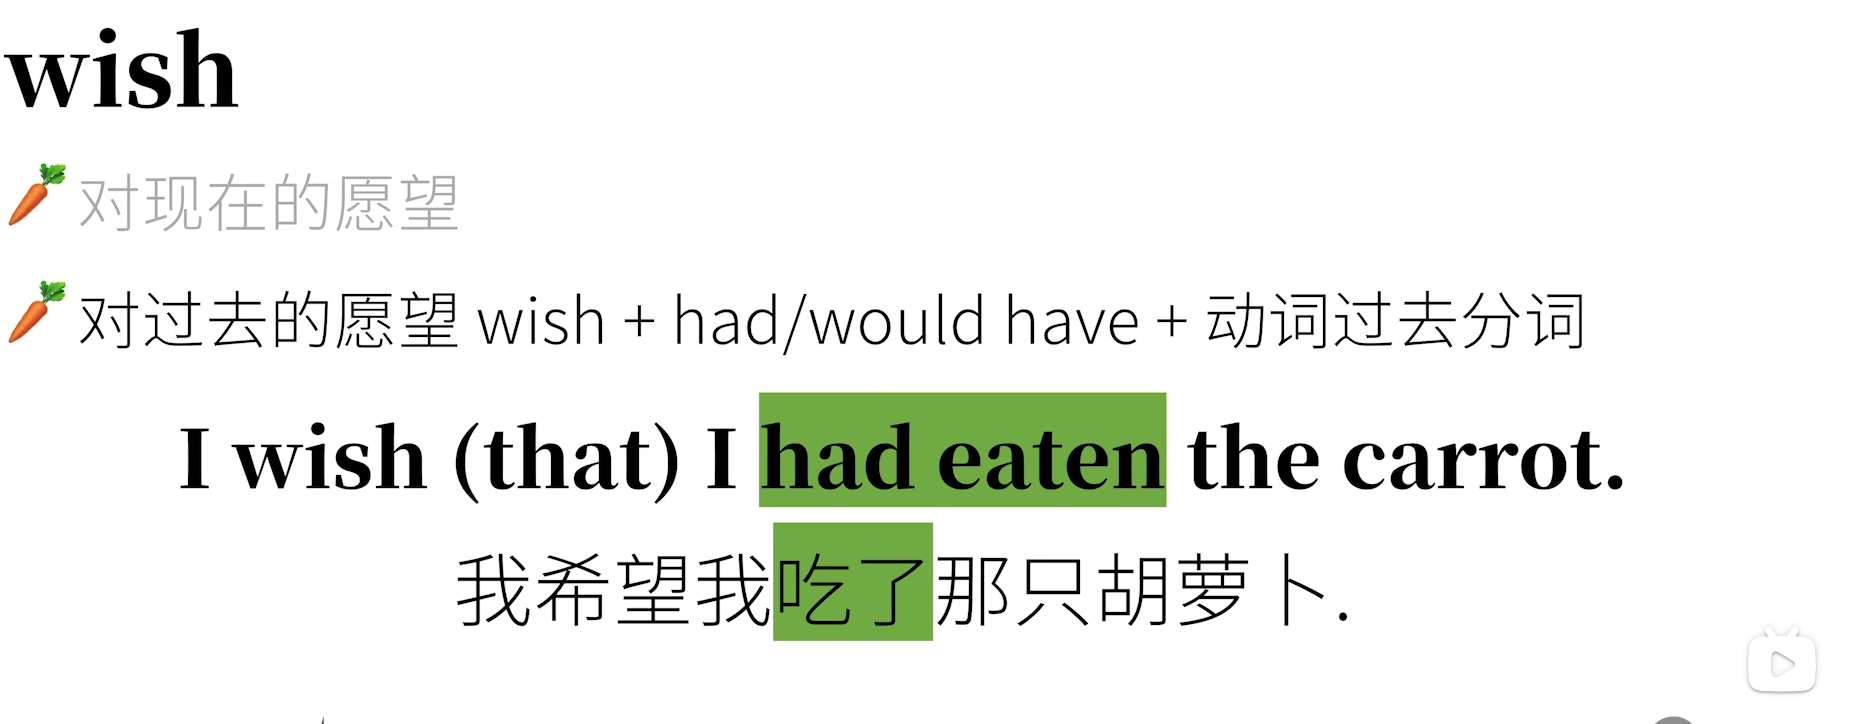 wish
对现在的愿望
对过去的愿望 wish + had/would have + 动词过去分词
I wish (that) I had eaten the carrot.
我希望我吃了那只胡萝卜.